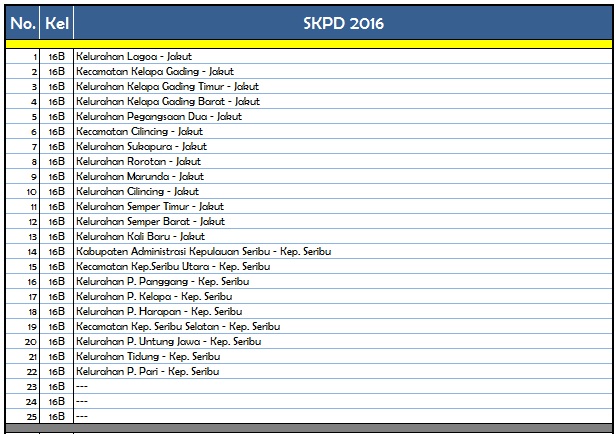 No. Kel SKPD 2016
1 16B Kelurahan Lagoa - Jakut
2 16B Kecamatan Kelapa Gading - Jakut
3 16B Kelurahan Kelapa Gading Timur - Jakut
4 16B Kelurahan Kelapa Gading Barat - Jakut
5 16B Kelurahan Pegangsaan Dua - Jakut
6 16B Kecamatan Cilincing - Jakut
7 16B Kelurahan Sukapura - Jakut
8 16B Kelurahan Rorotan - Jakut
9 16B Kelurahan Marunda - Jakut
10 16B Kelurahan Cilincing - Jakut
11 16B Kelurahan Semper Timur - Jakut
12 16B Kelurahan Semper Barat - Jakut
13 16B Kelurahan Kali Baru - Jakut
14 16B Kabupaten Administrasi Kepulauan Seribu - Kep. Seribu
15 16B Kecamatan Kep.Seribu Utara - Kep. Seribu
16 16B Kelurahan P. Panggang - Kep. Seribu
17 16B Kelurahan P. Kelapa - Kep. Seribu
18 16B Kelurahan P. Harapan - Kep. Seribu
19 16B Kecamatan Kep. Seribu Selatan - Kep. Seribu
20 16B Kelurahan P. Untung Jawa - Kep. Seribu
21 16B Kelurahan Tidung - Kep. Seribu
22 16B Kelurahan P. Pari - Kep. Seribu
23 16B ---
24 16B ---
25 16B ---